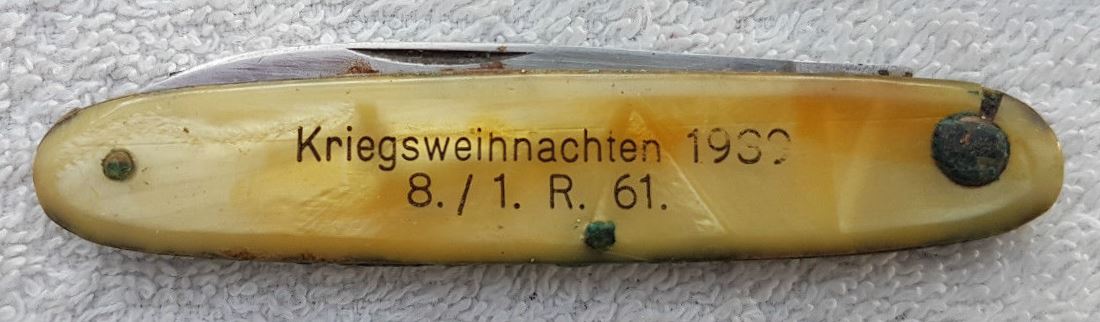 Kriegsweihnachten 1939
8./1. R. 61.